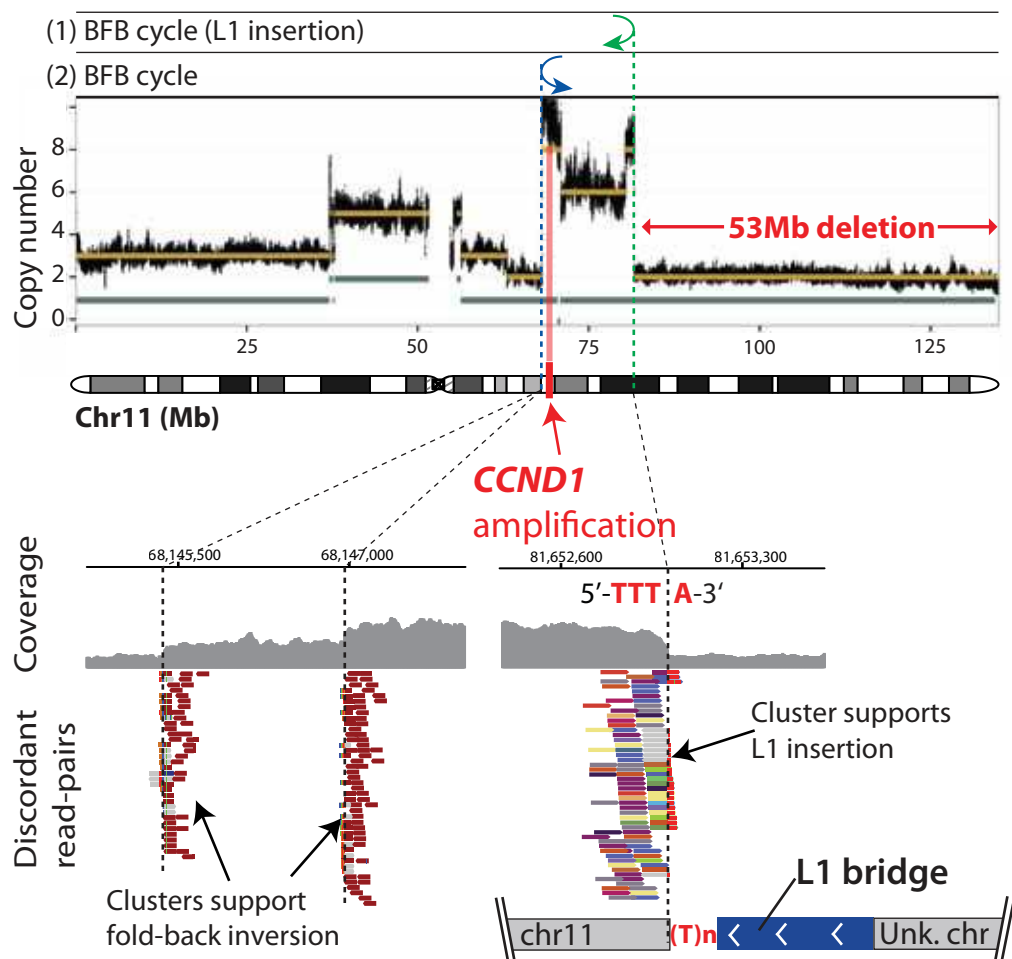 (1) BFB cycle (L1 insertion)
(2) BFB cycle
Copy number
8
6
4
2
0
53Mb deletion
25
50
75
100
125
Chr11 (Mb)
CCND1
amplification
68,145,500
68,147,000
81,652,600
81,653,300
5′-TTT A-3‘
Coverage
Discordant
read-pairs
Cluster supports
L1 insertion
Clusters support
fold-back inversion
L1 bridge
chr11
(T)n
Unk. chr